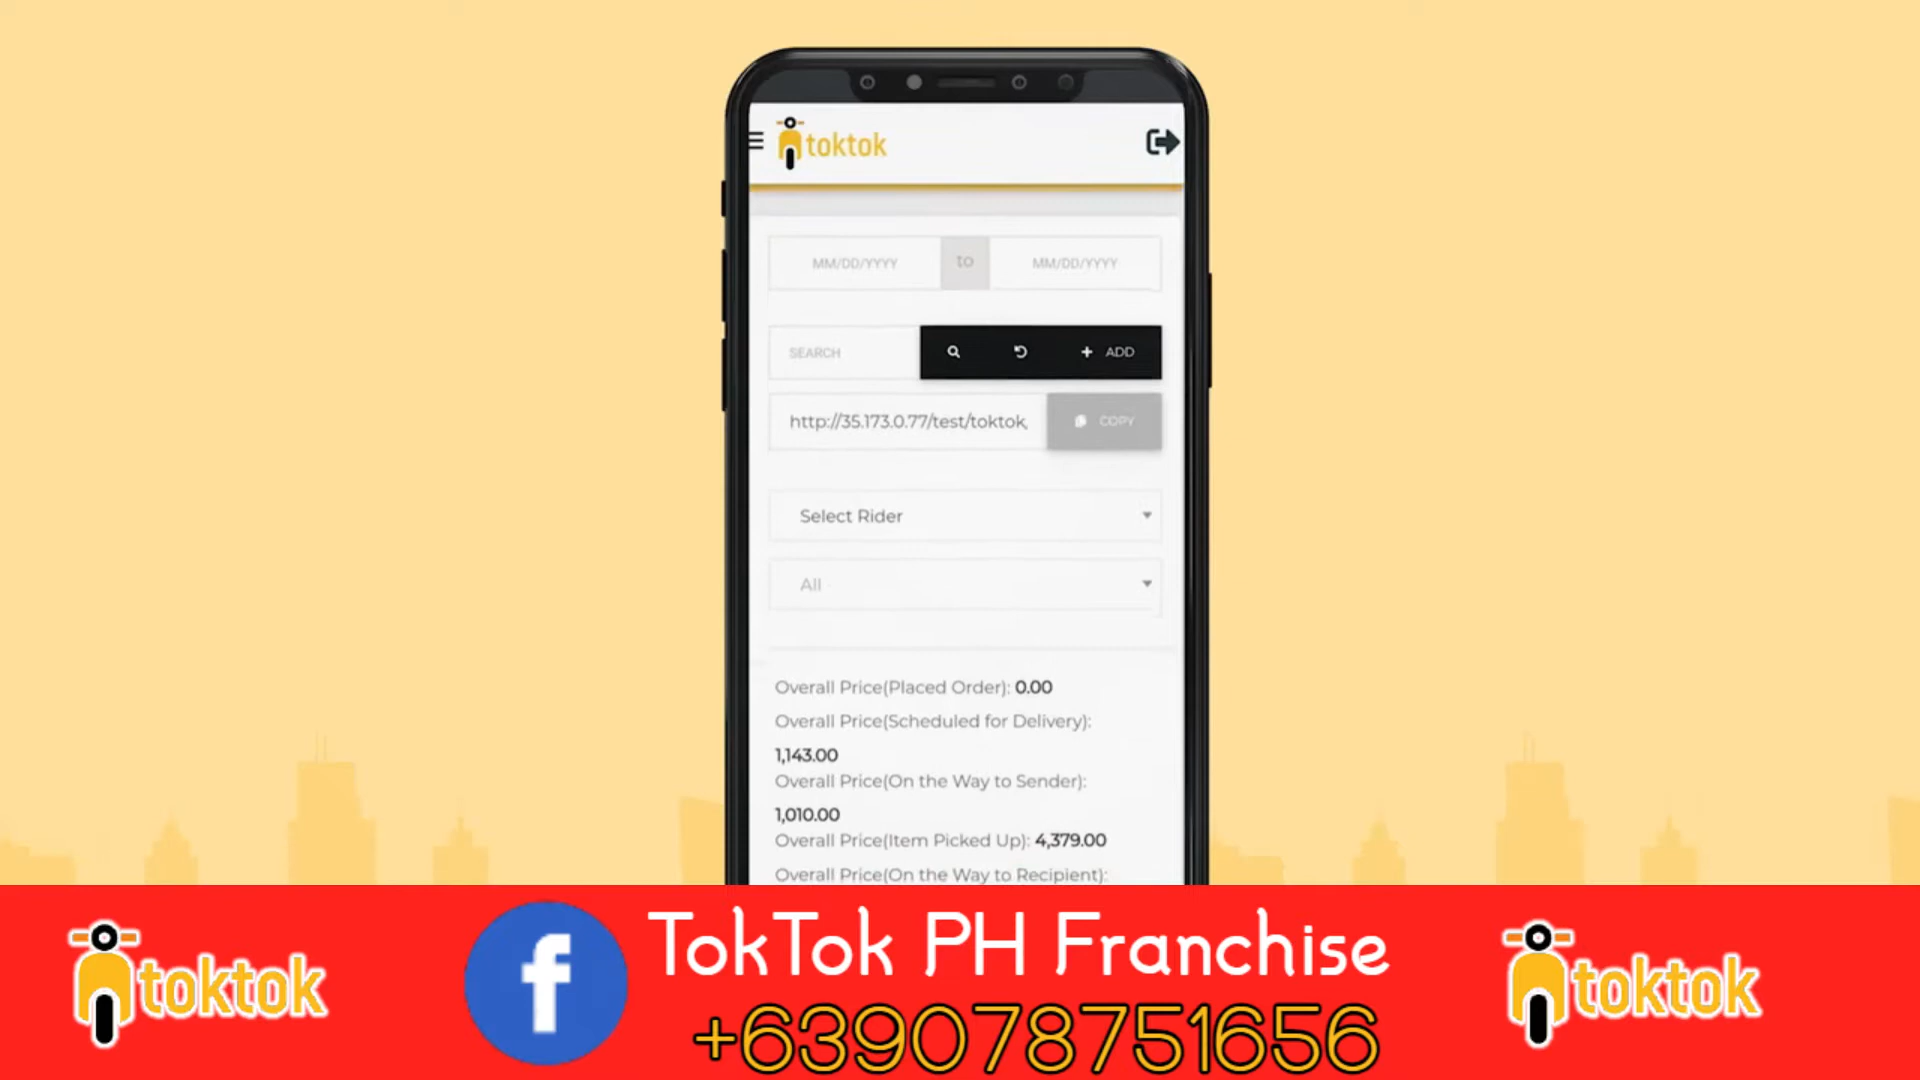 toktok
MM/DD/YYYY to MM/DD/YYYY
SEARCH ADD
http://35.173.0.77/test/toktok, COPY
Select Rider
All
Overall Price(Placed Order): 0.00
Overall Price(Scheduled for Delivery):
1,143.00
Overall Price(On the Way to Sender):
1,010.00
Overall Price(Item Picked Up): 4,379.00
Overall Price(On the Way to Recipient):
toktok
TokTok PH Franchise
+639078751656
toktok